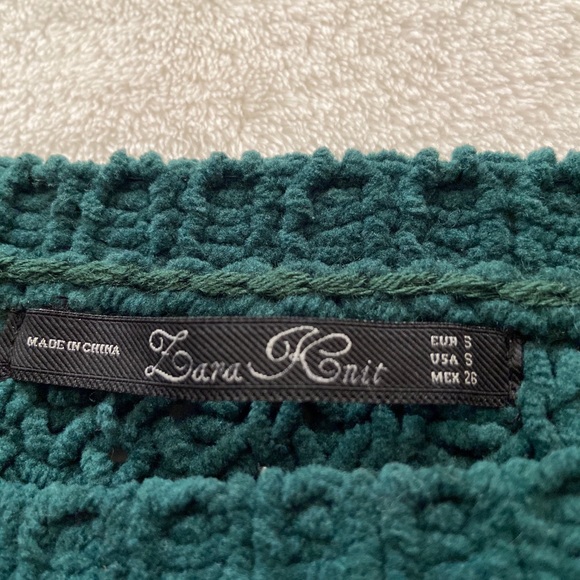 MADE IN CHINA
Zara Knit
EUR S
USA S
MEX 26